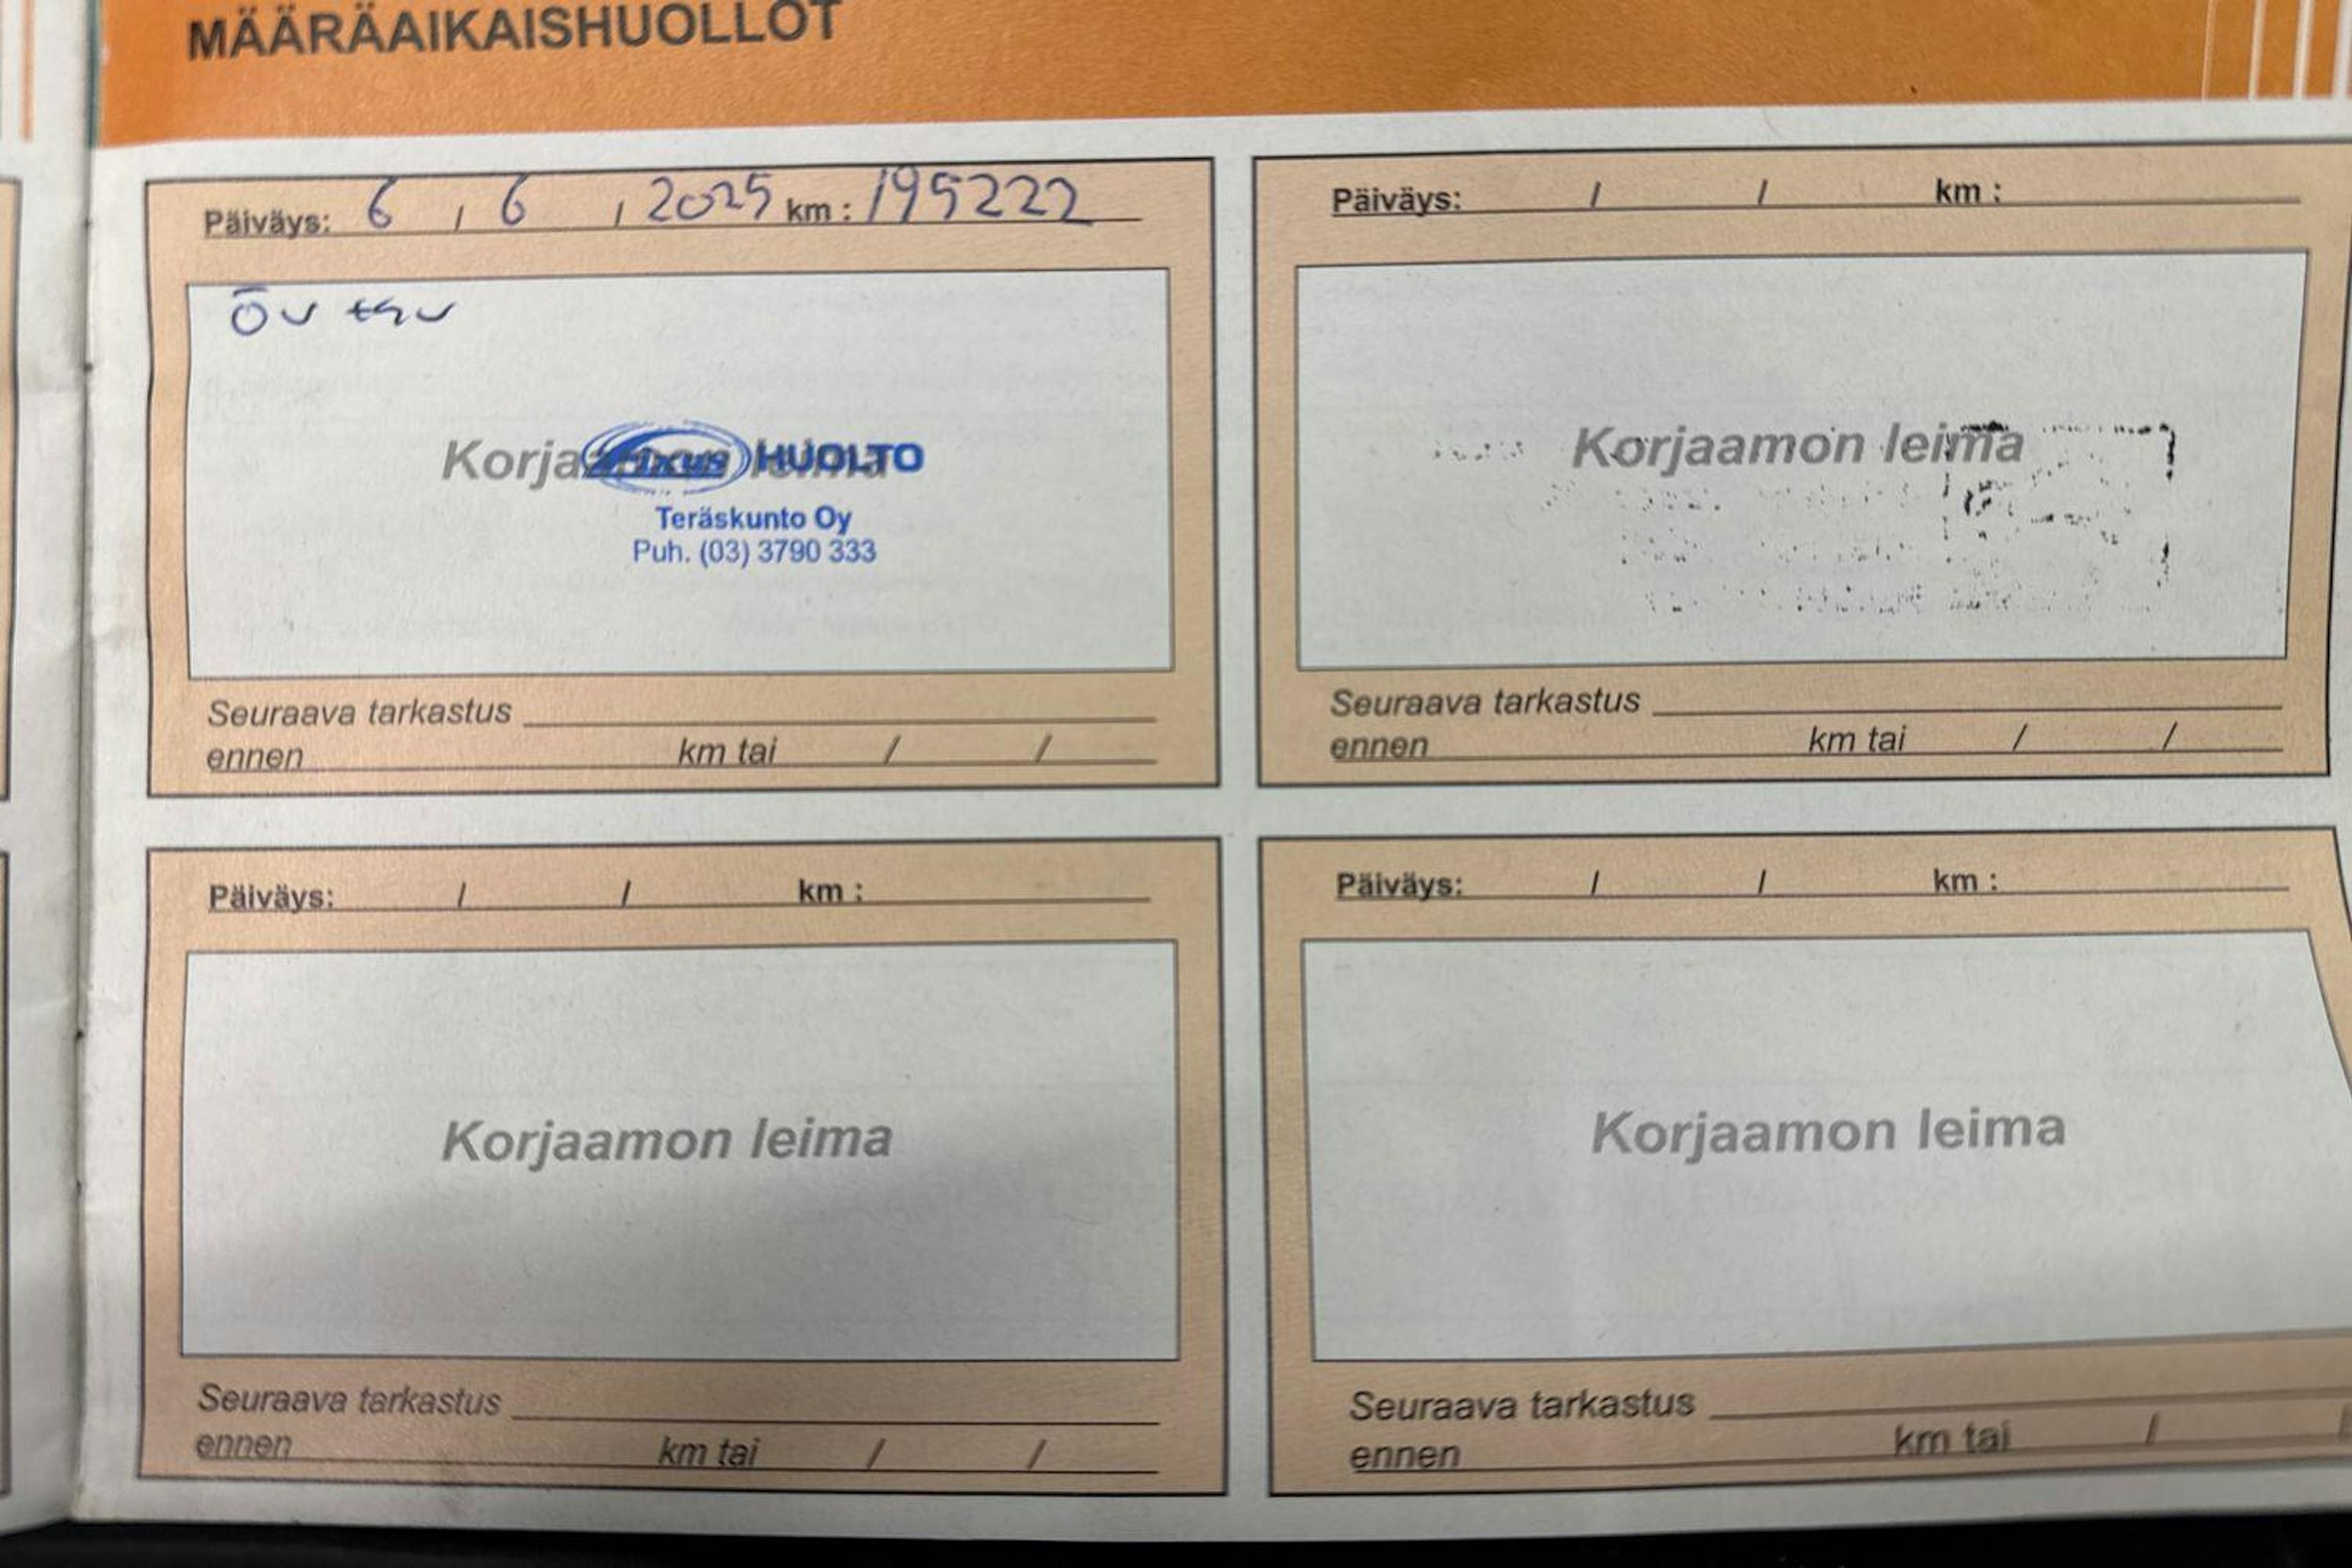 MÄÄRÄAIKAISHUOLLOT
Päiväys: 6 / 6 / 2025 km : 195222
Korjaamon leima
fixus HUOLTO
Teräskunto Oy
Puh. (03) 3790 333
Seuraava tarkastus
ennen km tai / /
Päiväys: / / km :
Korjaamon leima
Seuraava tarkastus
ennen km tai / /
Päiväys: / / km :
Korjaamon leima
Seuraava tarkastus
ennen km tai / /
Päiväys: / / km :
Korjaamon leima
Seuraava tarkastus
ennen km tai / /